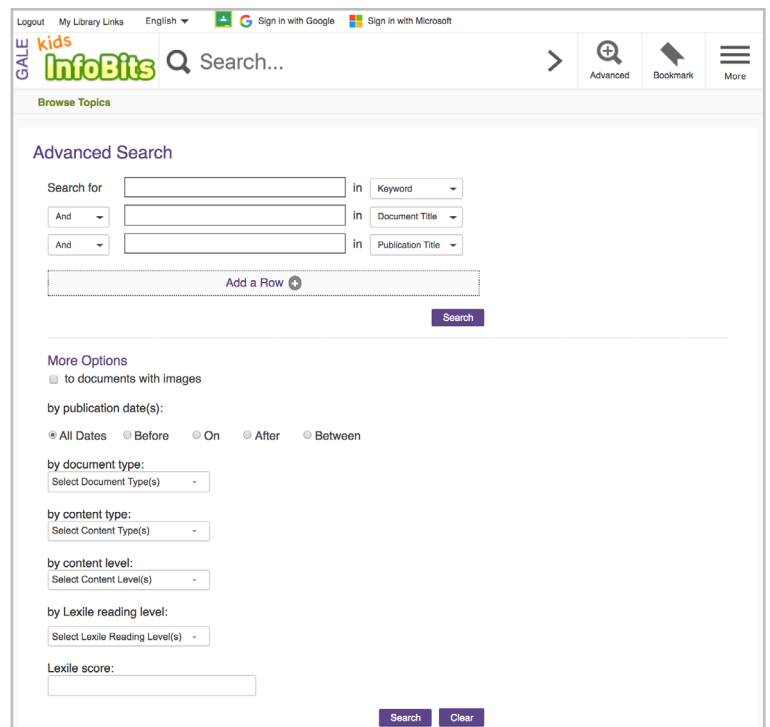 Logout My Library Links English Sign in with Google Sign in with Microsoft
GALE kids InfoBits Search... Advanced Bookmark More
Browse Topics
Advanced Search
Search for in Keyword
And in Document Title
And in Publication Title
Add a Row
Search
More Options
to documents with images
by publication date(s):
All Dates Before On After Between
by document type:
Select Document Type(s)
by content type:
Select Content Type(s)
by content level:
Select Content Level(s)
by Lexile reading level:
Select Lexile Reading Level(s)
Lexile score:
Search Clear